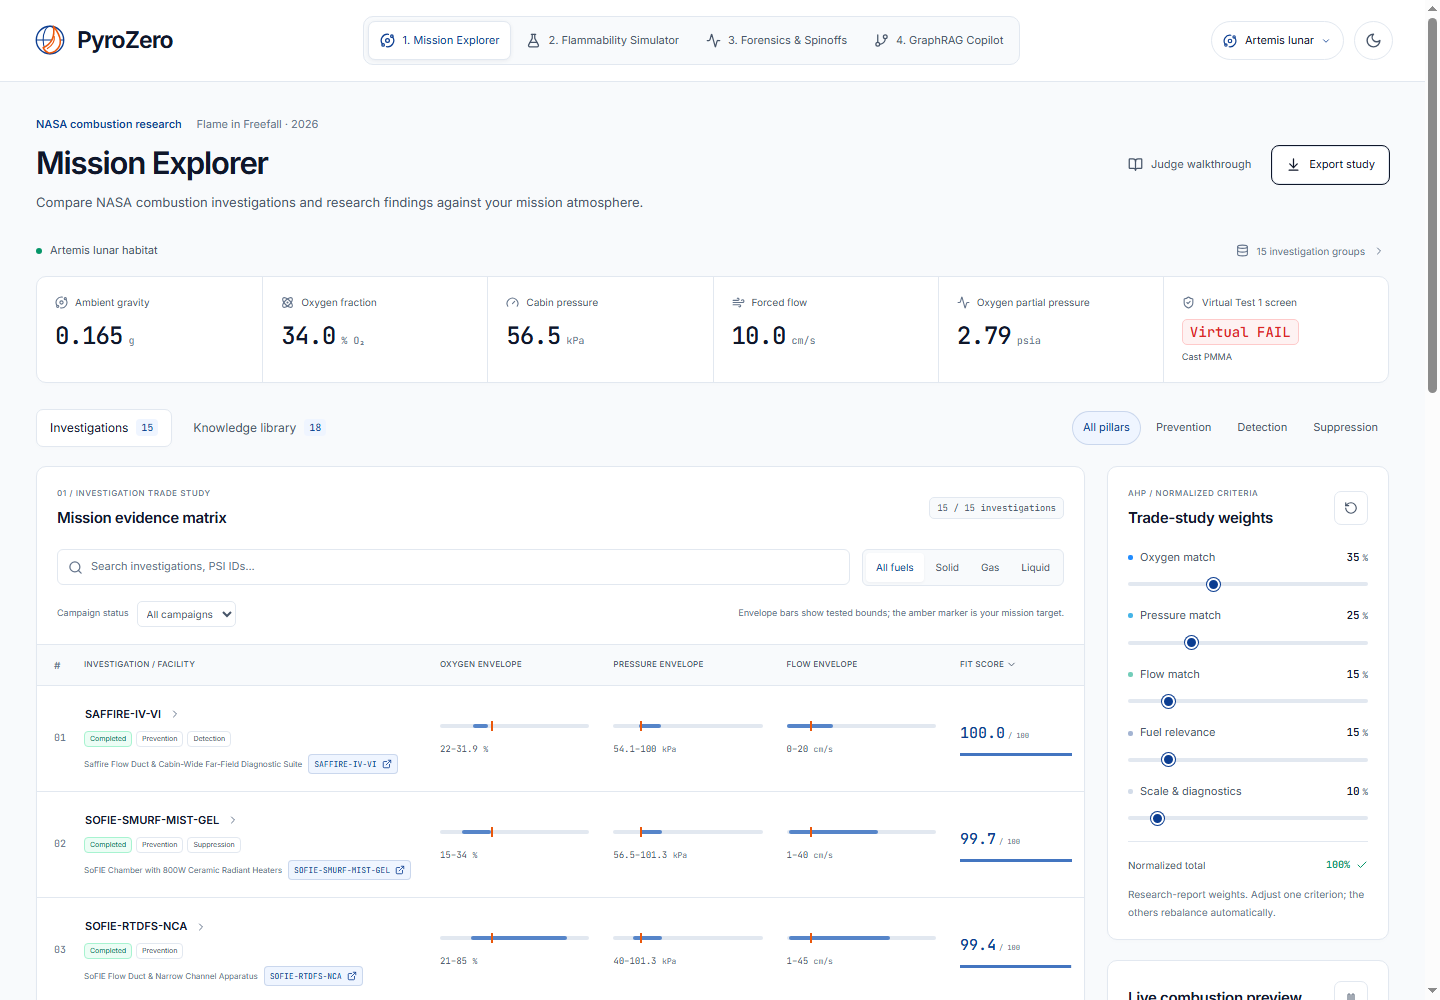 PyroZero
1. Mission Explorer
2. Flammability Simulator
3. Forensics & Spinoffs
4. GraphRAG Copilot
Artemis lunar
NASA combustion research
Flame in Freefall · 2026
Mission Explorer
Compare NASA combustion investigations and research findings against your mission atmosphere.
Judge walkthrough
Export study
Artemis lunar habitat
15 investigation groups
Ambient gravity
0.165 g
Oxygen fraction
34.0 % O₂
Cabin pressure
56.5 kPa
Forced flow
10.0 cm/s
Oxygen partial pressure
2.79 psia
Virtual Test 1 screen
Virtual FAIL
Cast PMMA
Investigations 15
Knowledge library 18
All pillars
Prevention
Detection
Suppression
01 / INVESTIGATION TRADE STUDY
Mission evidence matrix
15 / 15 investigations
Search investigations, PSI IDs...
All fuels
Solid
Gas
Liquid
Campaign status
All campaigns
Envelope bars show tested bounds; the amber marker is your mission target.
# INVESTIGATION / FACILITY OXYGEN ENVELOPE PRESSURE ENVELOPE FLOW ENVELOPE FIT SCORE
01
SAFFIRE-IV-VI
Completed Prevention Detection
Saffire Flow Duct & Cabin-Wide Far-Field Diagnostic Suite SAFFIRE-IV-VI
22–31.9 %
54.1–100 kPa
0–20 cm/s
100.0 / 100
02
SOFIE-SMURF-MIST-GEL
Completed Prevention Suppression
SoFIE Chamber with 800W Ceramic Radiant Heaters SOFIE-SMURF-MIST-GEL
15–34 %
56.5–101.3 kPa
1–40 cm/s
99.7 / 100
03
SOFIE-RTDFS-NCA
Completed Prevention
SoFIE Flow Duct & Narrow Channel Apparatus SOFIE-RTDFS-NCA
21–85 %
40–101.3 kPa
1–45 cm/s
99.4 / 100
AHP / NORMALIZED CRITERIA
Trade-study weights
Oxygen match 35 %
Pressure match 25 %
Flow match 15 %
Fuel relevance 15 %
Scale & diagnostics 10 %
Normalized total 100%
Research-report weights. Adjust one criterion; the
others rebalance automatically.
Live combustion preview